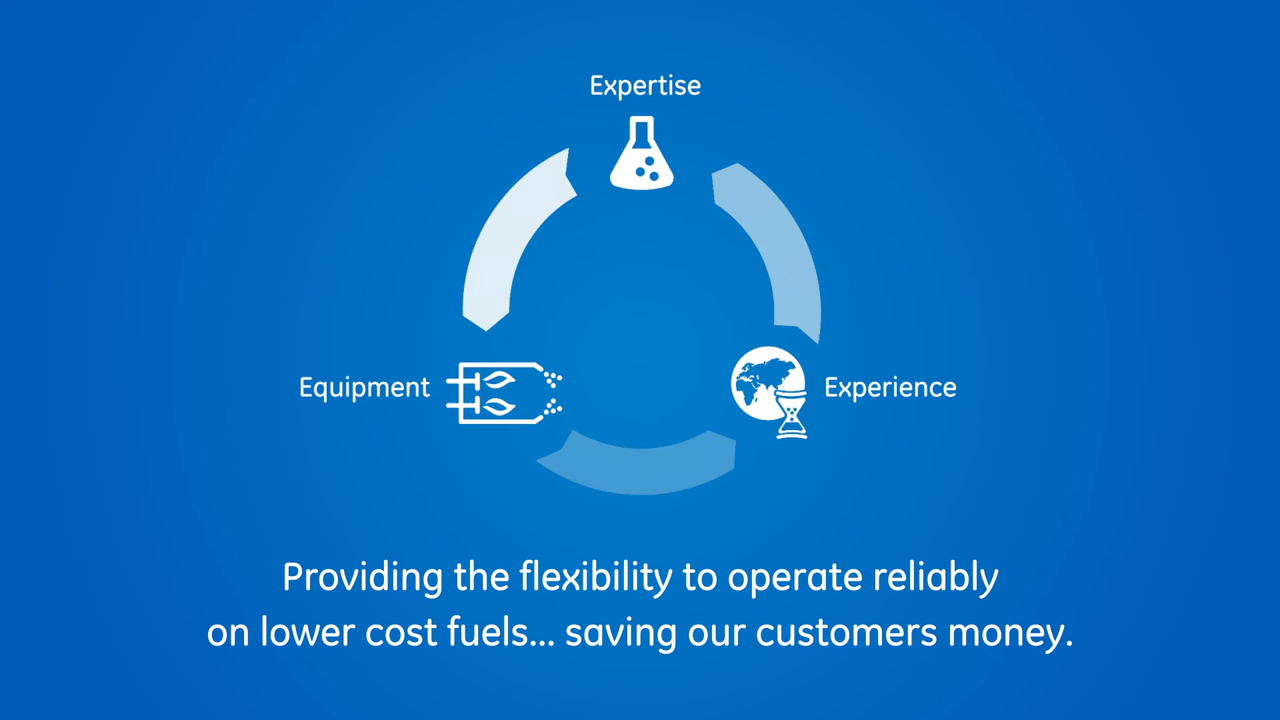 Expertise
Equipment
Experience
Providing the flexibility to operate reliably
on lower cost fuels... saving our customers money.